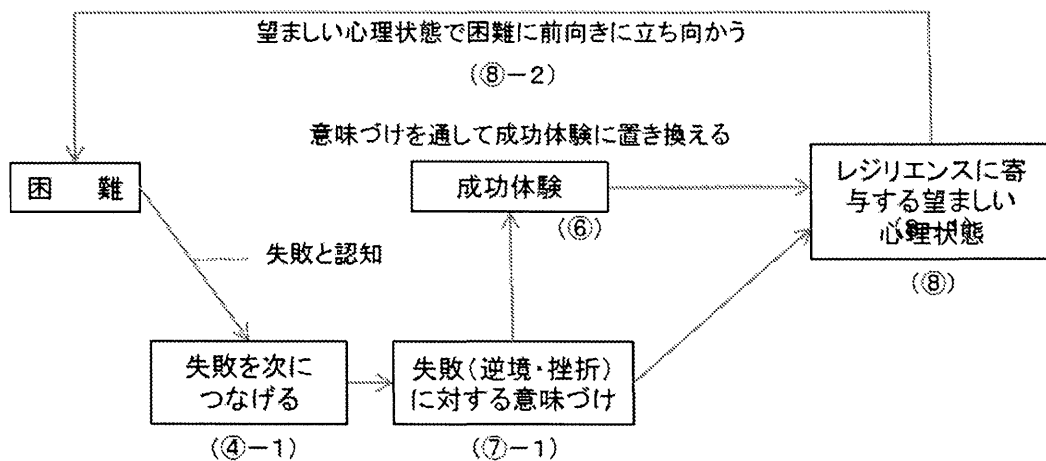 望ましい心理状態で困難に前向きに立ち向かう
(⑧-2)
意味づけを通して成功体験に置き換える
困 難
成功体験
(⑥)
レジリエンスに寄
与する望ましい
心理状態
(⑧)
失敗と認知
失敗を次に
つなげる
(④-1)
失敗(逆境・挫折)
に対する意味づけ
(⑦-1)